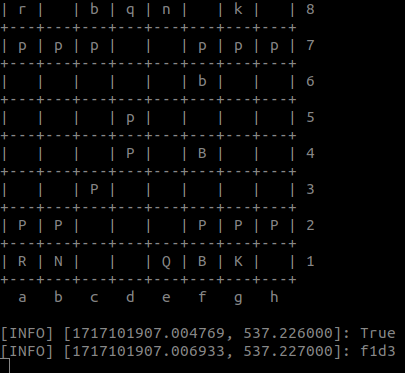 | r |   | b | q | n |   | k |   | 8
+---+---+---+---+---+---+---+---+
| p | p | p |   |   | p | p | p | 7
+---+---+---+---+---+---+---+---+
|   |   |   |   |   | b |   |   | 6
+---+---+---+---+---+---+---+---+
|   |   |   | p |   |   |   |   | 5
+---+---+---+---+---+---+---+---+
|   |   |   | P |   | B |   |   | 4
+---+---+---+---+---+---+---+---+
|   |   | P |   |   |   |   |   | 3
+---+---+---+---+---+---+---+---+
| P | P |   |   |   | P | P | P | 2
+---+---+---+---+---+---+---+---+
| R | N |   |   | Q | B | K |   | 1
+---+---+---+---+---+---+---+---+
a b c d e f g h
[INFO] [1717101907.004769, 537.226000]: True
[INFO] [1717101907.006933, 537.227000]: f1d3